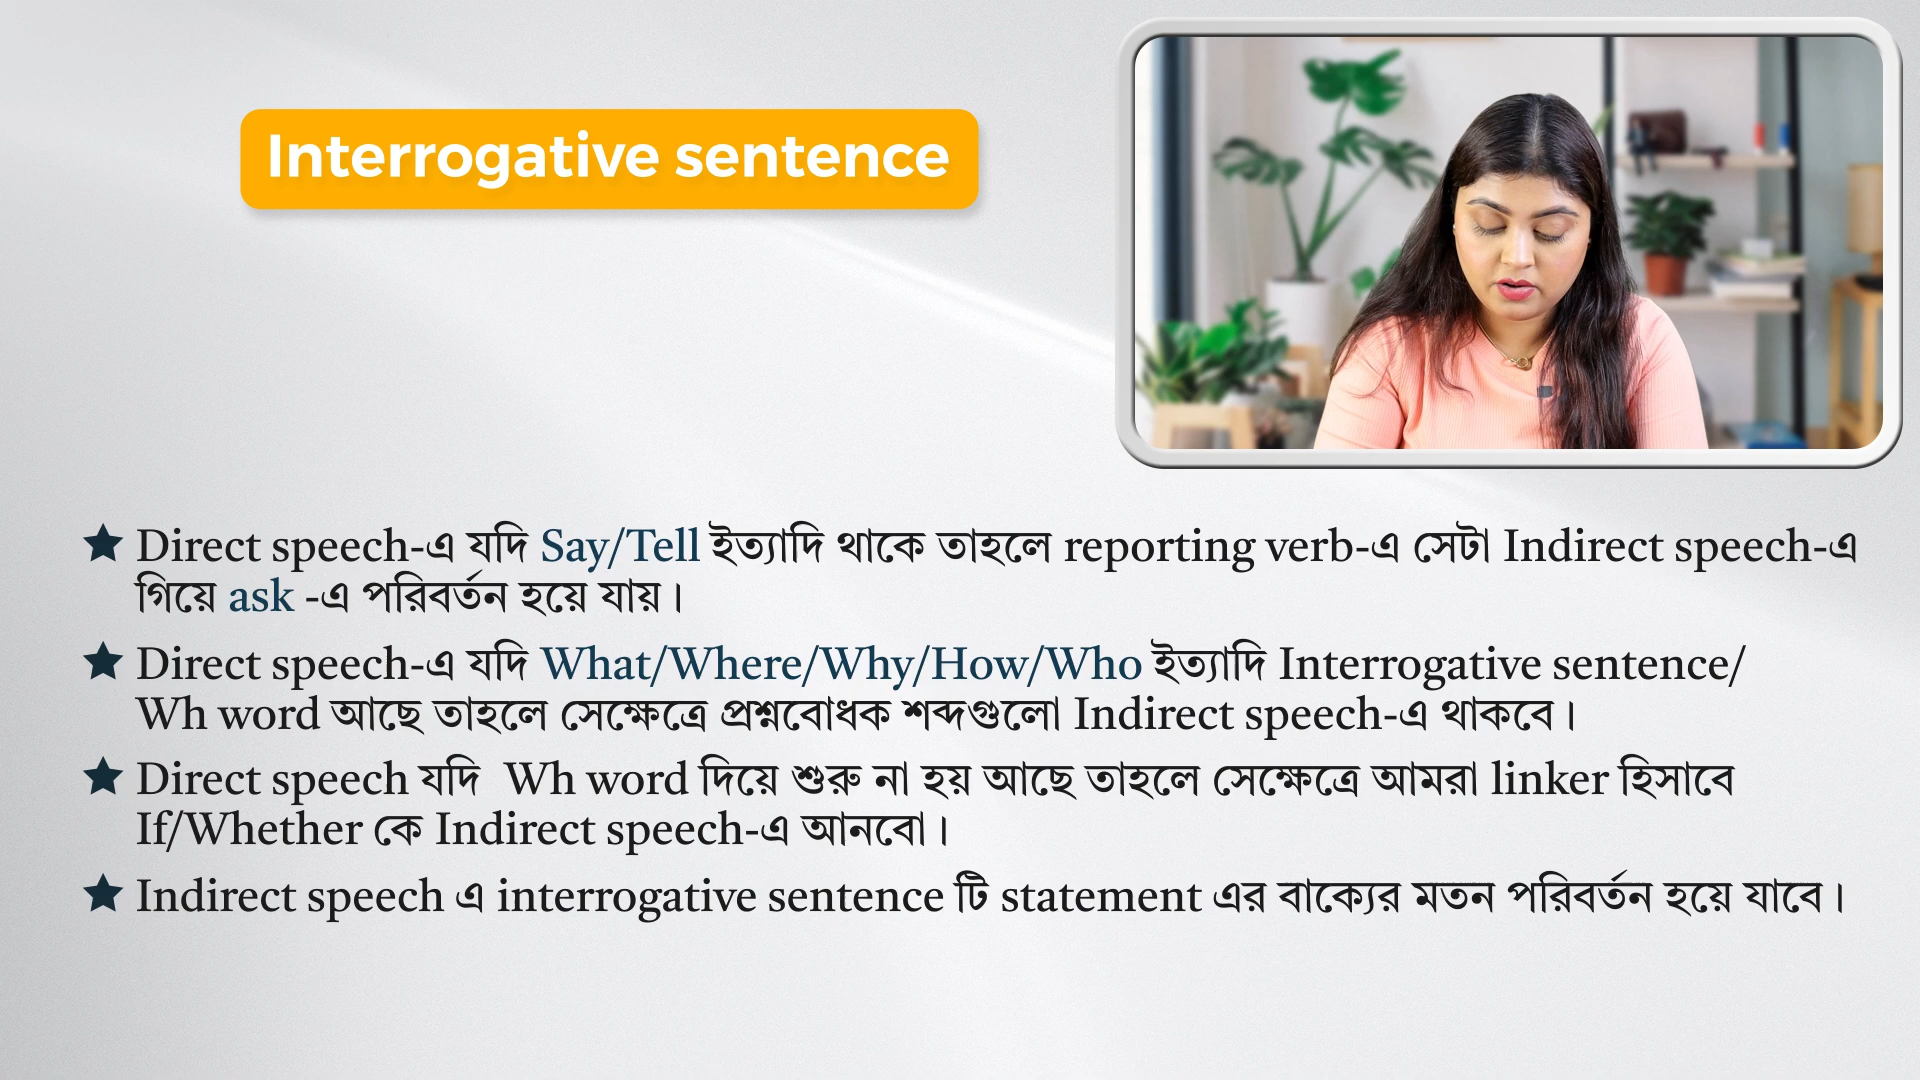 Interrogative sentence
★ Direct speech-এ যদি Say/Tell ইত্যাদি থাকে তাহলে reporting verb-এ সেটা Indirect speech-এ
গিয়ে ask -এ পরিবর্তন হয়ে যায়।
★ Direct speech-এ যদি What/Where/Why/How/Who ইত্যাদি Interrogative sentence/
Wh word আছে তাহলে সেক্ষেত্রে প্রশ্নবোধক শব্দগুলো Indirect speech-এ থাকবে।
★ Direct speech যদি Wh word দিয়ে শুরু না হয় আছে তাহলে সেক্ষেত্রে আমরা linker হিসাবে
If/Whether কে Indirect speech-এ আনবো।
★ Indirect speech এ interrogative sentence টি statement এর বাক্যের মতন পরিবর্তন হয়ে যাবে।